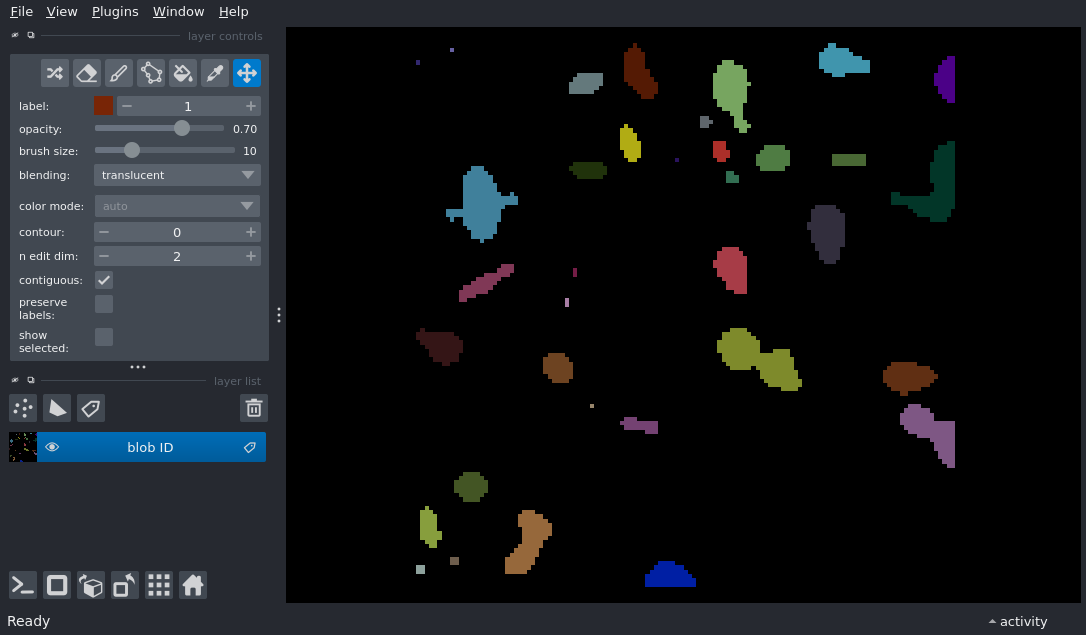 File View Plugins Window Help
layer controls
label: 1
opacity: 0.70
brush size: 10
blending: translucent
color mode: auto
contour: 0
n edit dim: 2
contiguous:
preserve
labels:
show
selected:
layer list
blob ID
Ready
activity